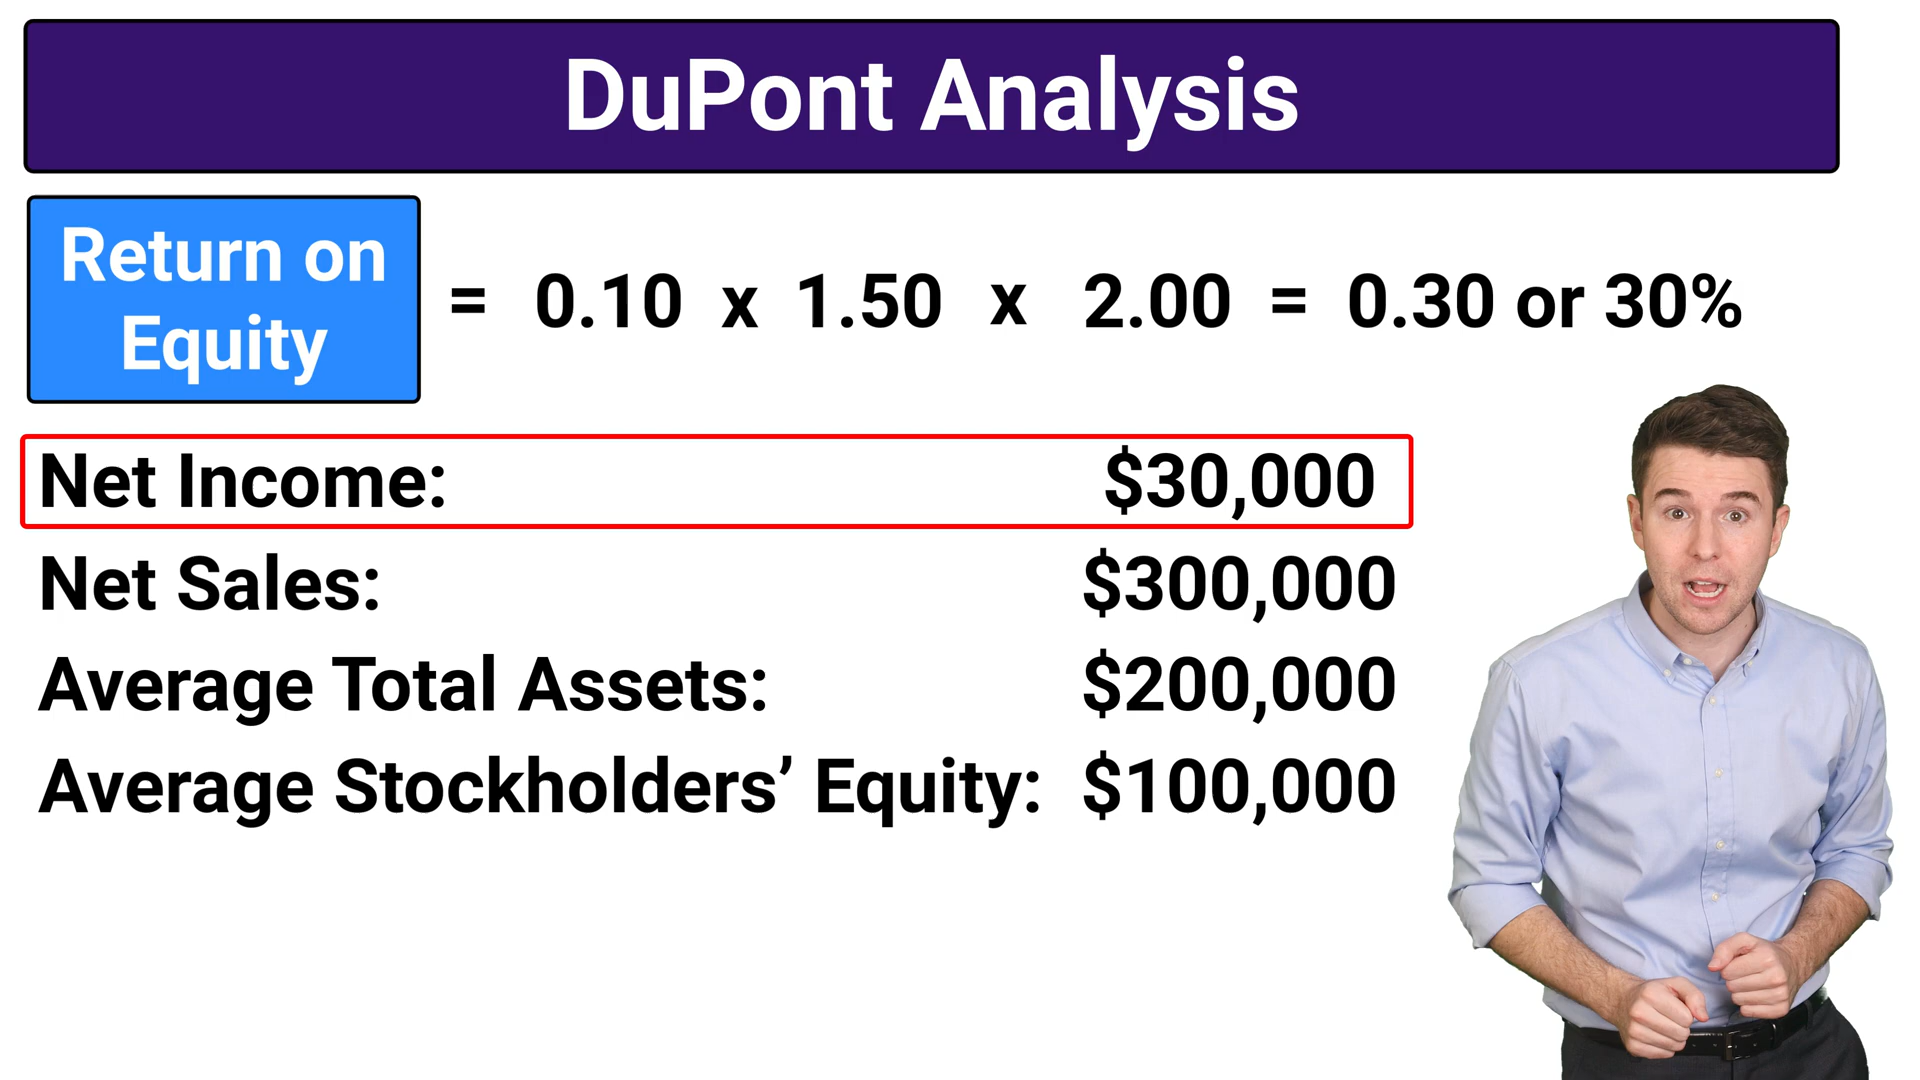 DuPont Analysis
Return on
Equity
= 0.10 x 1.50 x 2.00 = 0.30 or 30%
Net Income: $30,000
Net Sales: $300,000
Average Total Assets: $200,000
Average Stockholders’ Equity: $100,000